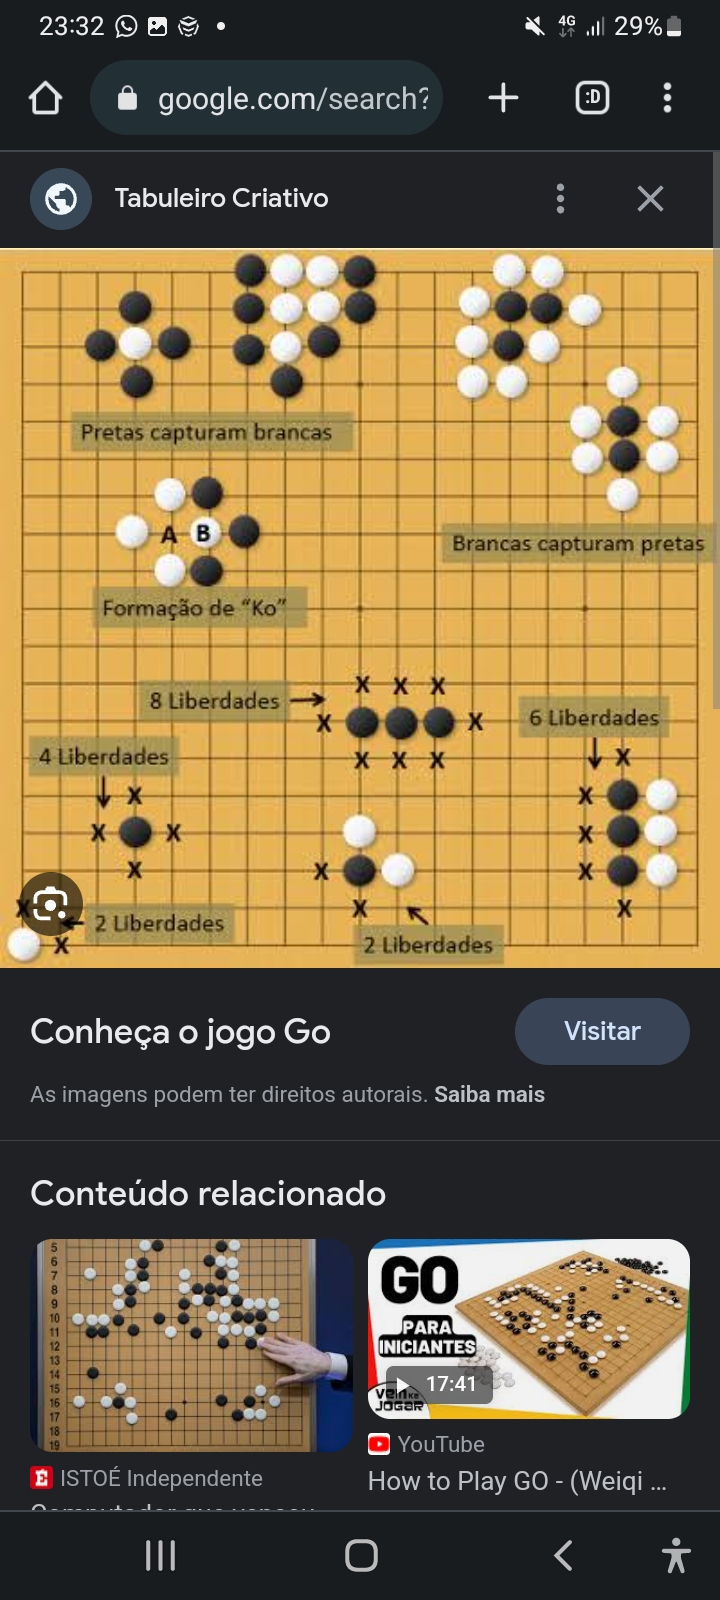 23:32
4G
29%
google.com/search?
:D
Tabuleiro Criativo
Pretas capturam brancas
A B
Brancas capturam pretas
Formação de “Ko”
X X X
8 Liberdades
X X
6 Liberdades
X X X
4 Liberdades
X
X
X
X X
X
X
X
X
X
X
X
X
2 Liberdades
X
2 Liberdades
Conheça o jogo Go
Visitar
As imagens podem ter direitos autorais. Saiba mais
Conteúdo relacionado
5
6
7
8
9
10
11
12
13
14
15
16
17
18
19
GO
PARA
INICIANTES
17:41
VEM KE
JOGAR
E ISTOÉ Independente
YouTube
How to Play GO - (Weiqi ...